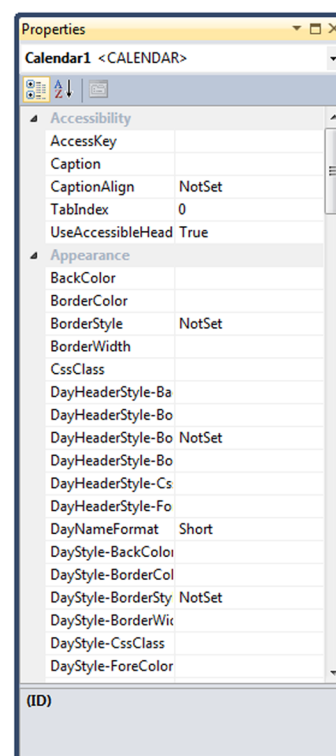 Properties
Calendar1 <CALENDAR>
Accessibility
AccessKey
Caption
CaptionAlign NotSet
TabIndex 0
UseAccessibleHead True
Appearance
BackColor
BorderColor
BorderStyle NotSet
BorderWidth
CssClass
DayHeaderStyle-Ba
DayHeaderStyle-Bo
DayHeaderStyle-Bo NotSet
DayHeaderStyle-Bo
DayHeaderStyle-Cs
DayHeaderStyle-Fo
DayNameFormat Short
DayStyle-BackColor
DayStyle-BorderCol
DayStyle-BorderSty NotSet
DayStyle-BorderWid
DayStyle-CssClass
DayStyle-ForeColor
(ID)